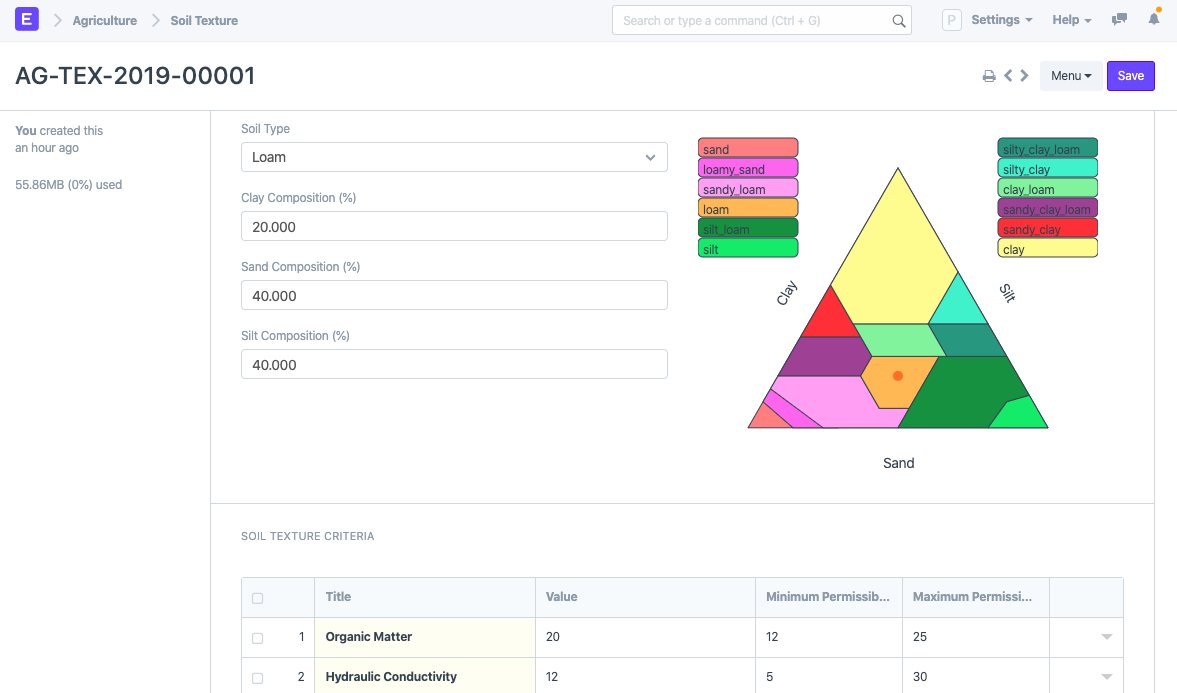 E Agriculture Soil Texture Search or type a command (Ctrl + G) P Settings Help
AG-TEX-2019-00001 Menu Save
You created this
an hour ago
55.86MB (0%) used
Soil Type
Loam
Clay Composition (%)
20.000
Sand Composition (%)
40.000
Silt Composition (%)
40.000
sand
loamy_sand
sandy_loam
loam
silt_loam
silt
silty_clay_loam
silty_clay
clay_loam
sandy_clay_loam
sandy_clay
clay
Clay
Silt
Sand
SOIL TEXTURE CRITERIA
Title Value Minimum Permissib... Maximum Permissi...
1 Organic Matter 20 12 25
2 Hydraulic Conductivity 12 5 30